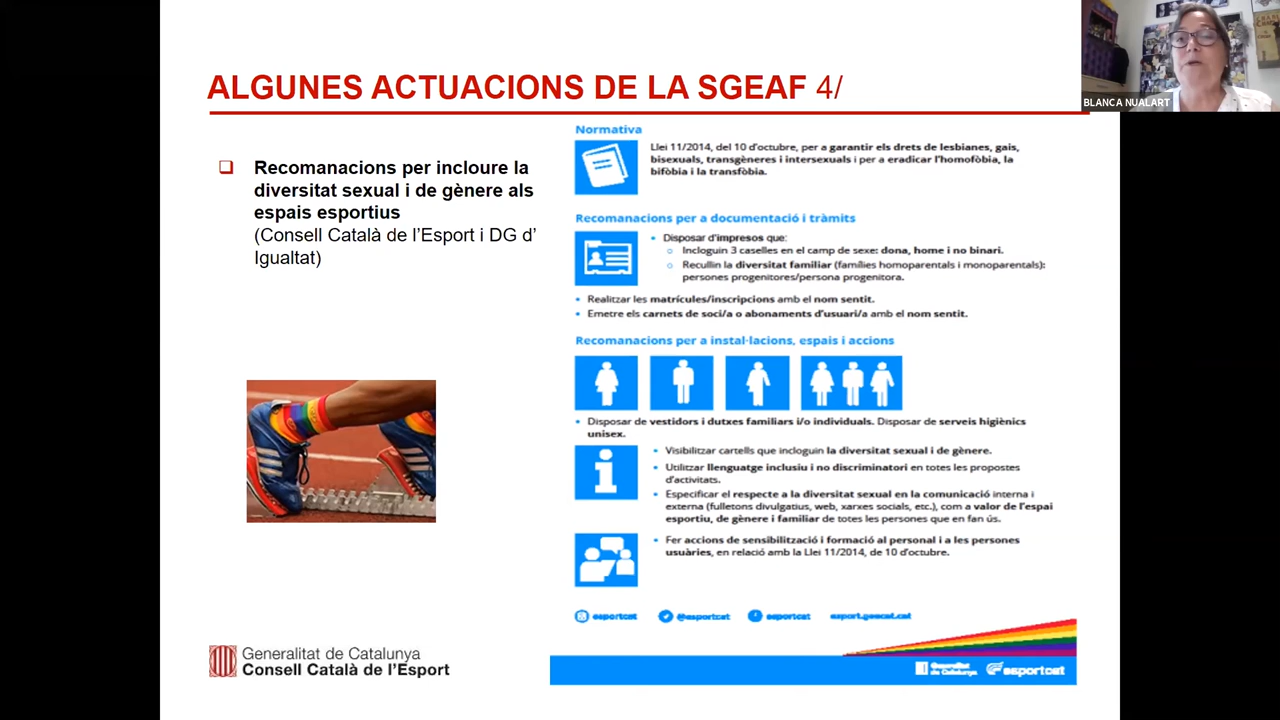 ALGUNES ACTUACIONS DE LA SGEAF 4/
BLANCA NUALART
Recomanacions per incloure la
diversitat sexual i de gènere als
espais esportius
(Consell Català de l'Esport i DG d'
Igualtat)
Normativa
Llei 11/2014, del 10 d'octubre, per a garantir els drets de lesbianes, gais,
bisexuals, transgèneres i intersexuals i per a eradicar l'homofòbia, la
bifòbia i la transfòbia.
Recomanacions per a documentació i tràmits
Disposar d'impresos que:
Incloguin 3 caselles en el camp de sexe: dona, home i no binari.
Recullin la diversitat familiar (famílies homoparentals i monoparentals):
persones progenitores/persona progenitora.
Realitzar les matrícules/inscripcions amb el nom sentit.
Emetre els carnets de soci/a o abonaments d'usuari/a amb el nom sentit.
Recomanacions per a instal·lacions, espais i accions
Disposar de vestidors i dutxes familiars i/o individuals. Disposar de serveis higiènics
unisex.
Visibilitzar cartells que incloguin la diversitat sexual i de gènere.
Utilitzar llenguatge inclusiu i no discriminatori en totes les propostes
d'activitats.
Especificar el respecte a la diversitat sexual en la comunicació interna i
externa (fulletons divulgatius, web, xarxes socials, etc.), com a valor de l'espai
esportiu, de gènere i familiar de totes les persones que en fan ús.
Fer accions de sensibilització i formació al personal i a les persones
usuàries, en relació amb la Llei 11/2014, de 10 d'octubre.
esportcat @esportcat esportcat esport.gencat.cat
Generalitat de Catalunya
Consell Català de l'Esport
Generalitat
de Catalunya
esportcat